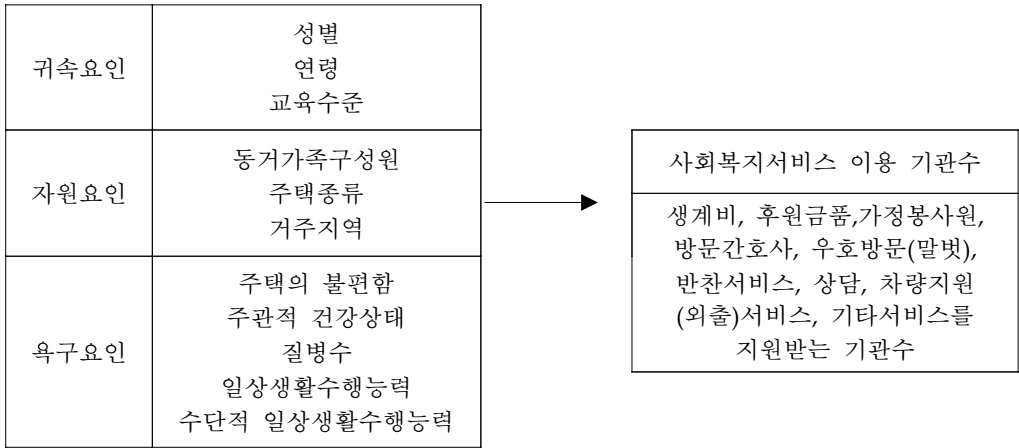 귀속요인
성별
연령
교육수준
자원요인
동거가족구성원
주택종류
거주지역
욕구요인
주택의 불편함
주관적 건강상태
질병수
일상생활수행능력
수단적 일상생활수행능력
사회복지서비스 이용 기관수
생계비, 후원금품,가정봉사원,
방문간호사, 우호방문(말벗),
반찬서비스, 상담, 차량지원
(외출)서비스, 기타서비스를
지원받는 기관수